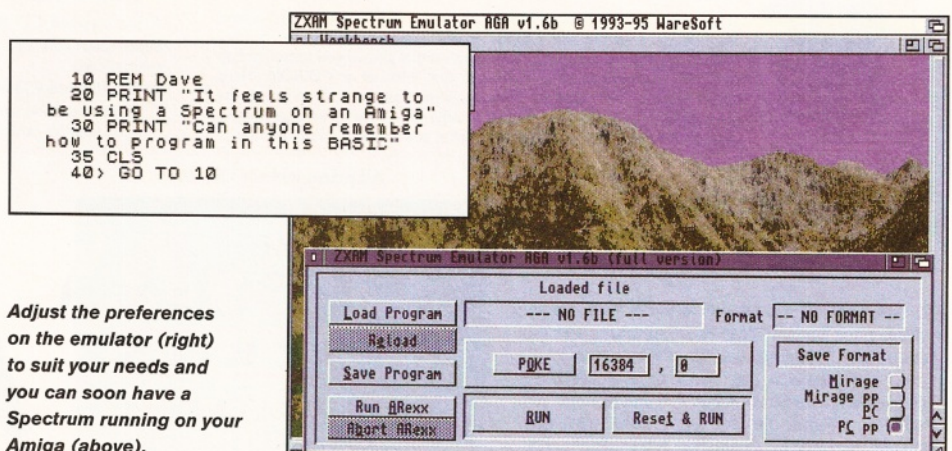 ZXAM Spectrum Emulator AGA v1.6b © 1993-95 WareSoft
Workbench
10 REM Dave
20 PRINT "It feels strange to
be using a Spectrum on an Amiga"
30 PRINT "Can anyone remember
how to program in this BASIC"
35 CLS
40> GO TO 10
Adjust the preferences
on the emulator (right)
to suit your needs and
you can soon have a
Spectrum running on your
Amiga (above).
ZXAM Spectrum Emulator AGA v1.6b (full version)
Loaded file
Load Program --- NO FILE --- Format -- NO FORMAT --
Reload
Save Program
POKE 16384 , 0
Run ARexx
Abort ARexx
RUN Reset & RUN
Save Format
Mirage
Mirage PP
PC
PC PP